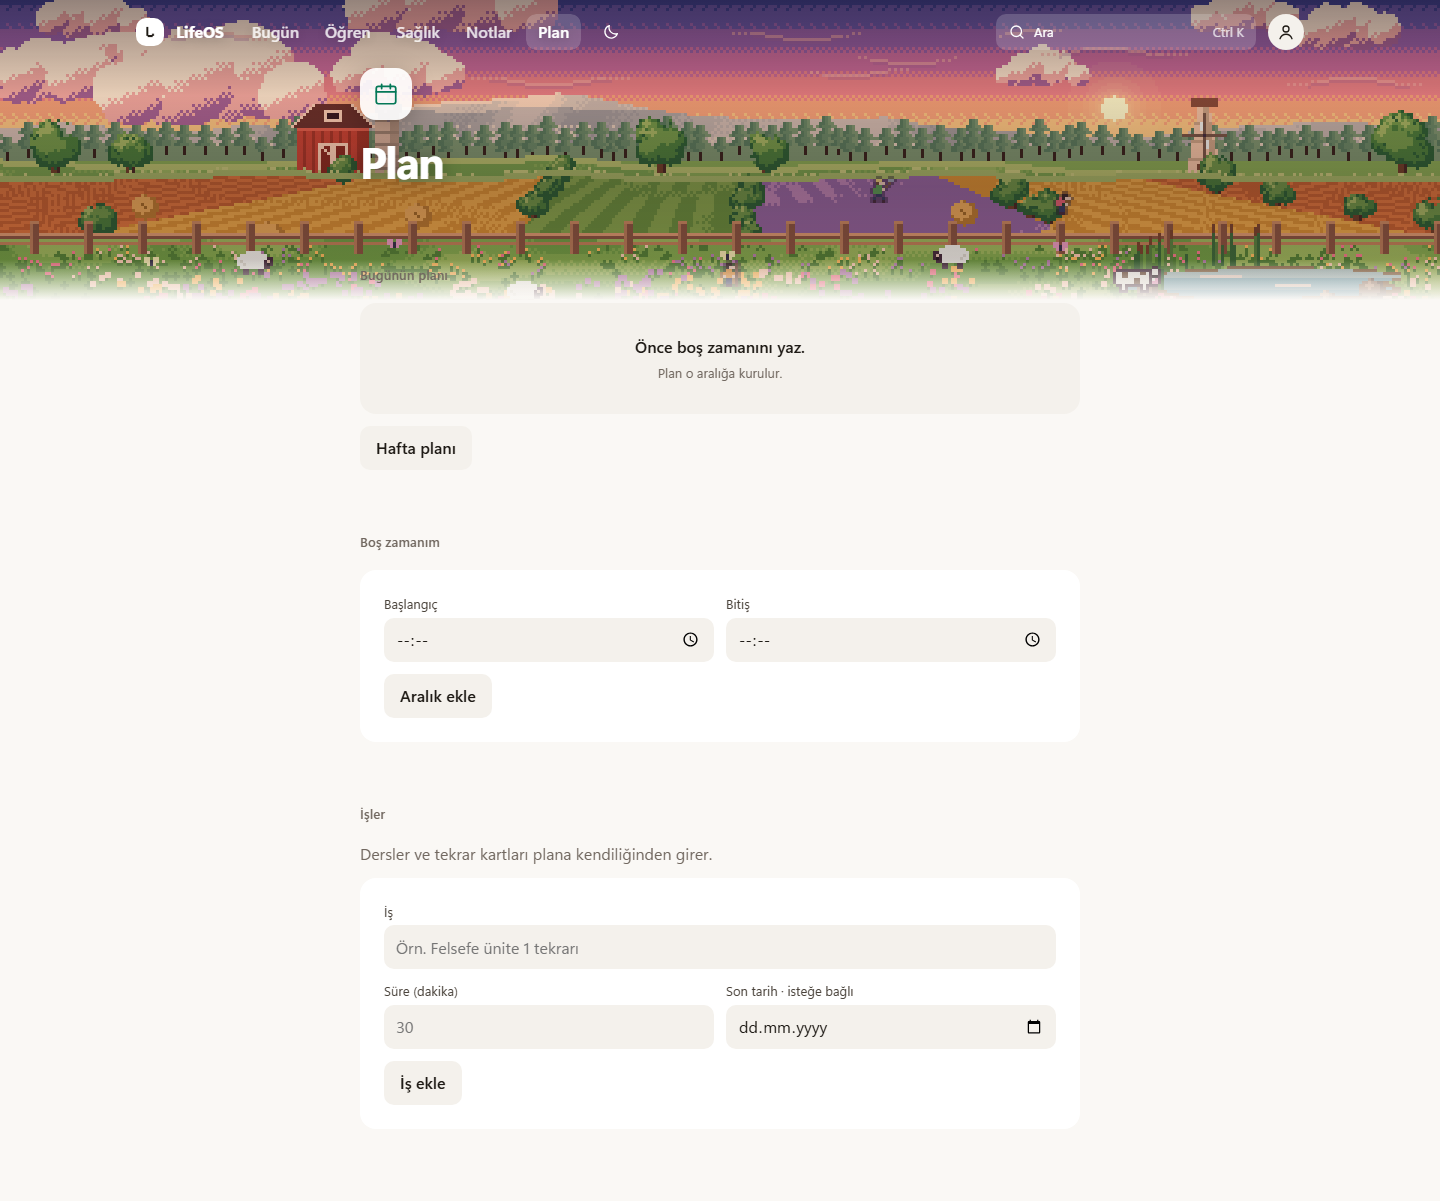 LifeOS Bugün Öğren Sağlık Notlar Plan Ara Ctrl K
Plan
Bugünün planı
Önce boş zamanını yaz.
Plan o aralığa kurulur.
Hafta planı
Boş zamanım
Başlangıç Bitiş
--:-- --:--
Aralık ekle
İşler
Dersler ve tekrar kartları plana kendiliğinden girer.
İş
Örn. Felsefe ünite 1 tekrarı
Süre (dakika) Son tarih · isteğe bağlı
30 dd.mm.yyyy
İş ekle